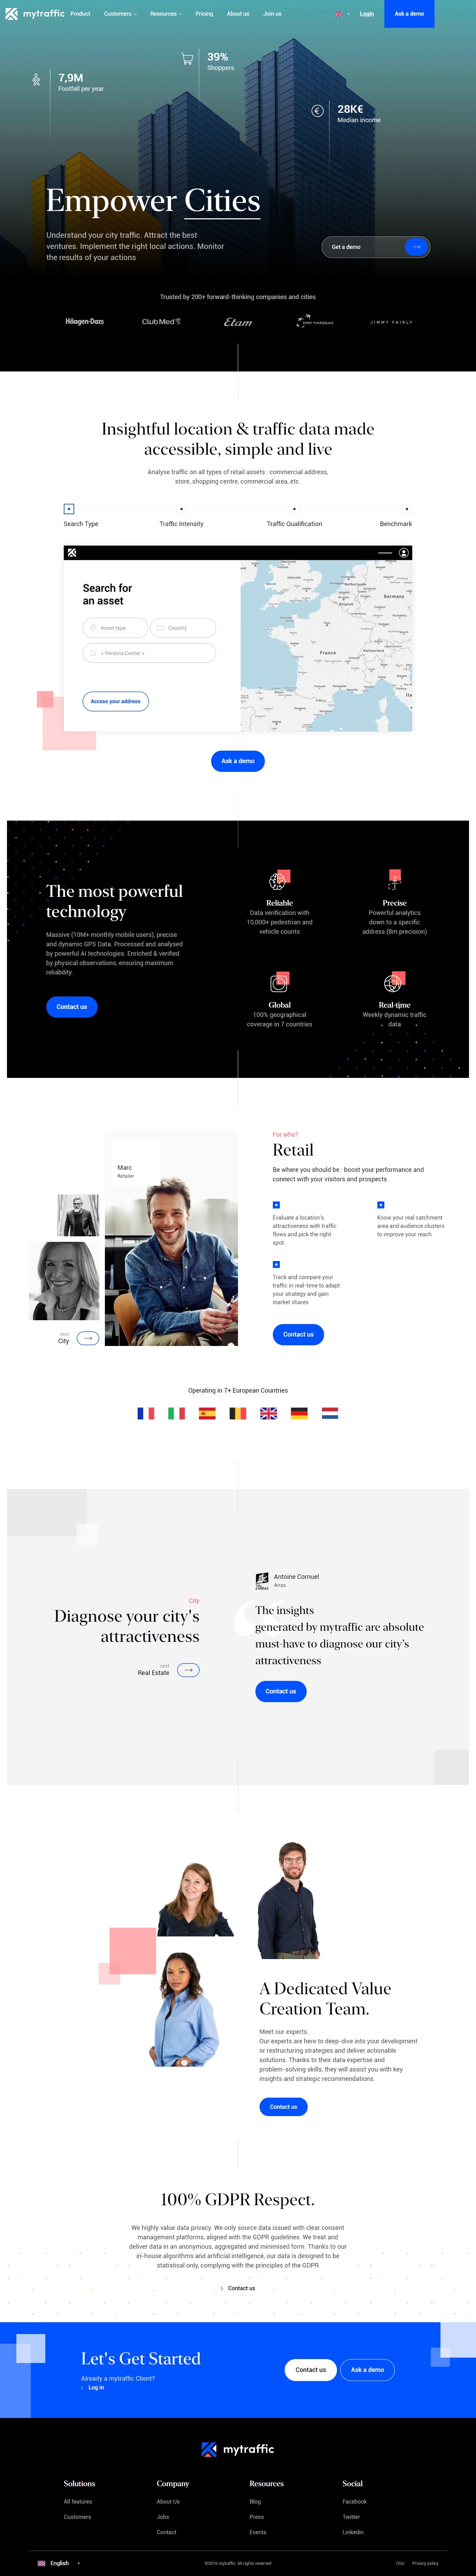 mytraffic
Product
Customers
Resources
Pricing
About us
Join us
Login
Ask a demo
39%
Shoppers
7,9M
Footfall per year
28K€
Median income
Empower Cities
Understand your city traffic. Attract the best
ventures. Implement the right local actions. Monitor
the results of your actions
Get a demo
Trusted by 200+ forward-thinking companies and cities
Häagen-Dazs
Club Med
Etam
BNP PARIBAS
JIMMY FAIRLY
Insightful location & traffic data made
accessible, simple and live
Analyse traffic on all types of retail assets : commercial address,
store, shopping centre, commercial area, etc
Search Type
Traffic Intensity
Traffic Qualification
Benchmark
Search for
an asset
Asset type
Country
« Venezia Center »
Access your address
Netherlands
Germany
Belgium
France
Switzerland
Ita
Ask a demo
The most powerful
technology
Massive (10M+ monthly mobile users), precise
and dynamic GPS Data. Processed and analysed
by powerful AI technologies. Enriched & verified
by physical observations, ensuring maximum
reliability.
Contact us
Reliable
Data verification with
10,000+ pedestrian and
vehicle counts
Precise
Powerful analytics
down to a specific
address (8m precision)
Global
100% geographical
coverage in 7 countries
Real-time
Weekly dynamic traffic
data
Marc
Retailer
next
City
For who?
Retail
Be where you should be : boost your performance and
connect with your visitors and prospects
Evaluate a location's
attractiveness with traffic
flows and pick the right
spot
Know your real catchment
area and audience clusters
to improve your reach
Track and compare your
traffic in real-time to adapt
your strategy and gain
market shares
Contact us
Operating in 7+ European Countries
City
Diagnose your city's
attractiveness
next
Real Estate
Antoine Cornuel
Arras
The insights
generated by mytraffic are absolute
must-have to diagnose our city's
attractiveness
Contact us
A Dedicated Value
Creation Team.
Meet our experts.
Our experts are here to deep-dive into your development
or restructuring strategies and deliver actionable
solutions. Thanks to their data expertise and
problem-solving skills, they will assist you with key
insights and strategic recommendations.
Contact us
100% GDPR Respect.
We highly value data privacy. We only source data issued with clear consent
management platforms, aligned with the GDPR guidelines. We treat and
deliver data in an anonymous, aggregated and minimised form. Thanks to our
in-house algorithms and artificial intelligence, our data is designed to be
statistical only, complying with the principles of the GDPR
Contact us
Let's Get Started
Already a mytraffic Client?
Log in
Contact us
Ask a demo
mytraffic
Solutions
All features
Customers
Company
About Us
Jobs
Contact
Resources
Blog
Press
Events
Social
Facebook
Twitter
Linkedin
English
©2016 mytraffic. All rights reserved
CGU
Privacy policy